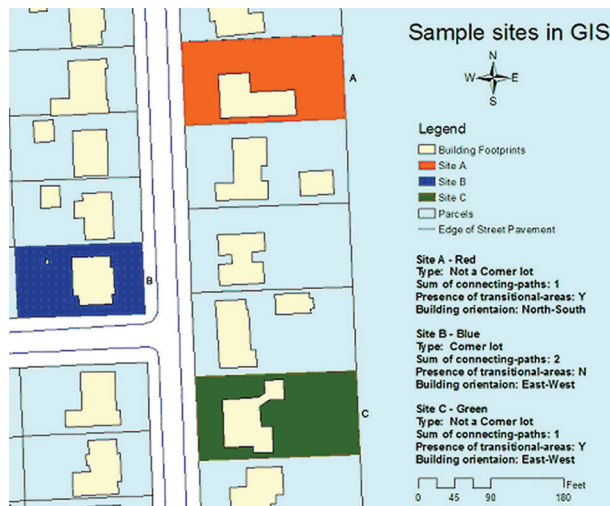 Sample sites in GIS
N
W E
S
A
B
C
Legend
Building Footprints
Site A
Site B
Site C
Parcels
Edge of Street Pavement
Site A - Red
Type: Not a Corner lot
Sum of connecting-paths: 1
Presence of transitional-areas: Y
Building orientaion: North-South
Site B - Blue
Type: Corner lot
Sum of connecting-paths: 2
Presence of transitional-areas: N
Building orientaion: East-West
Site C - Green
Type: Not a Corner lot
Sum of connecting-paths: 1
Presence of transitional-areas: Y
Building orientaion: East-West
Feet
0 45 90 180